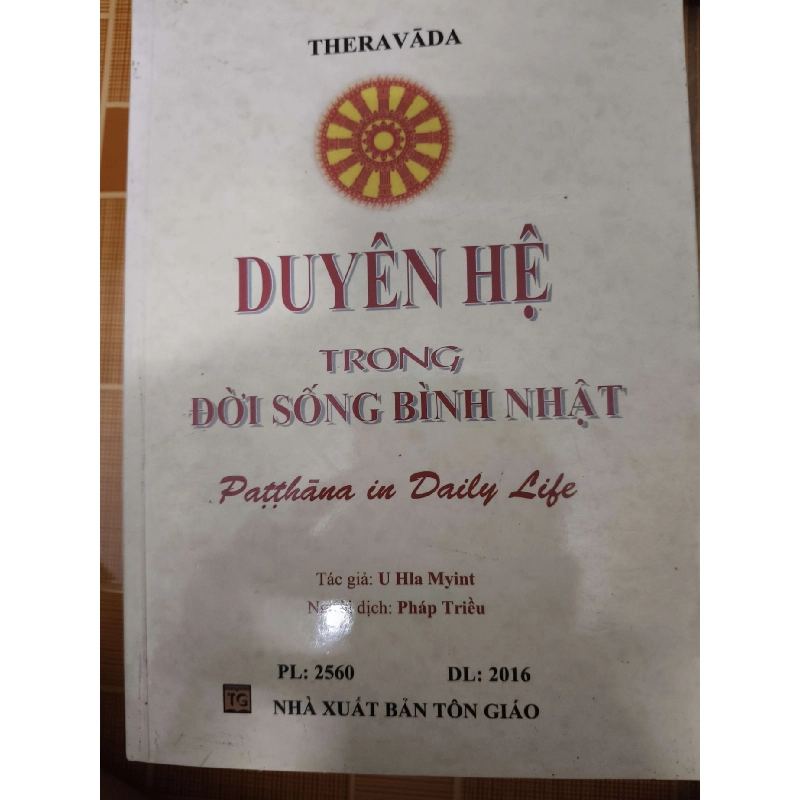 THERAVĀDA
DUYÊN HỆ
TRONG
ĐỜI SỐNG BÌNH NHẬT
Paṭṭhāna in Daily Life
Tác giả: U Hla Myint
Người dịch: Pháp Triều
PL: 2560 DL: 2016
TG NHÀ XUẤT BẢN TÔN GIÁO